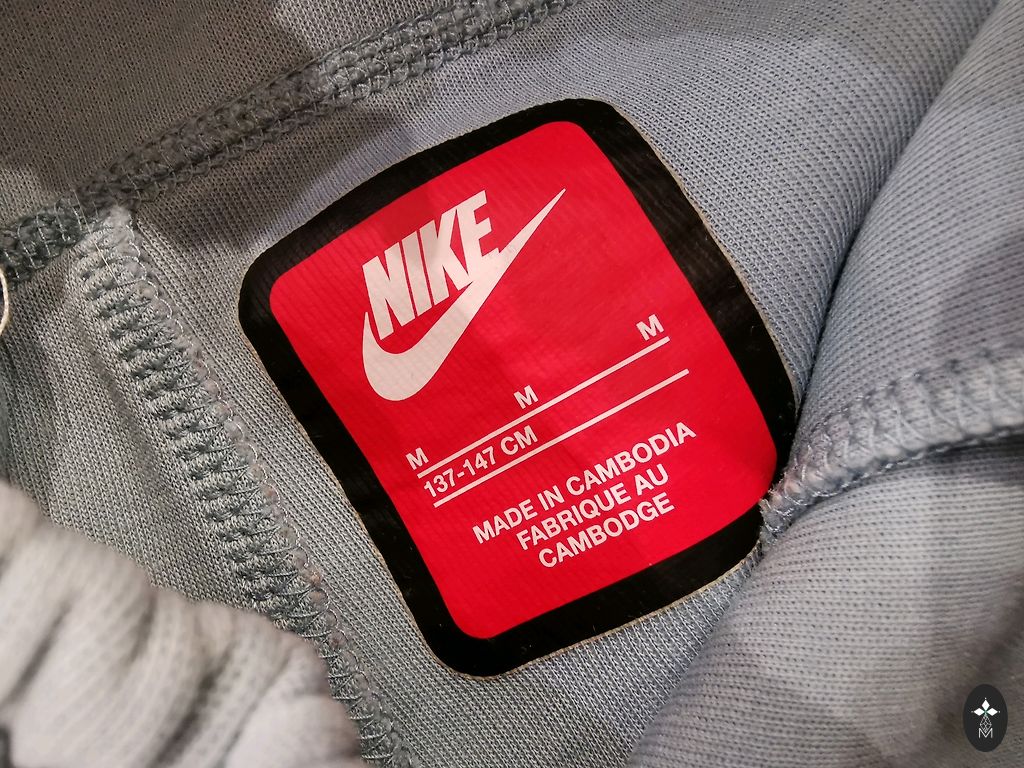 NIKE
M M M
137-147 CM
MADE IN CAMBODIA
FABRIQUE AU
CAMBODGE
M